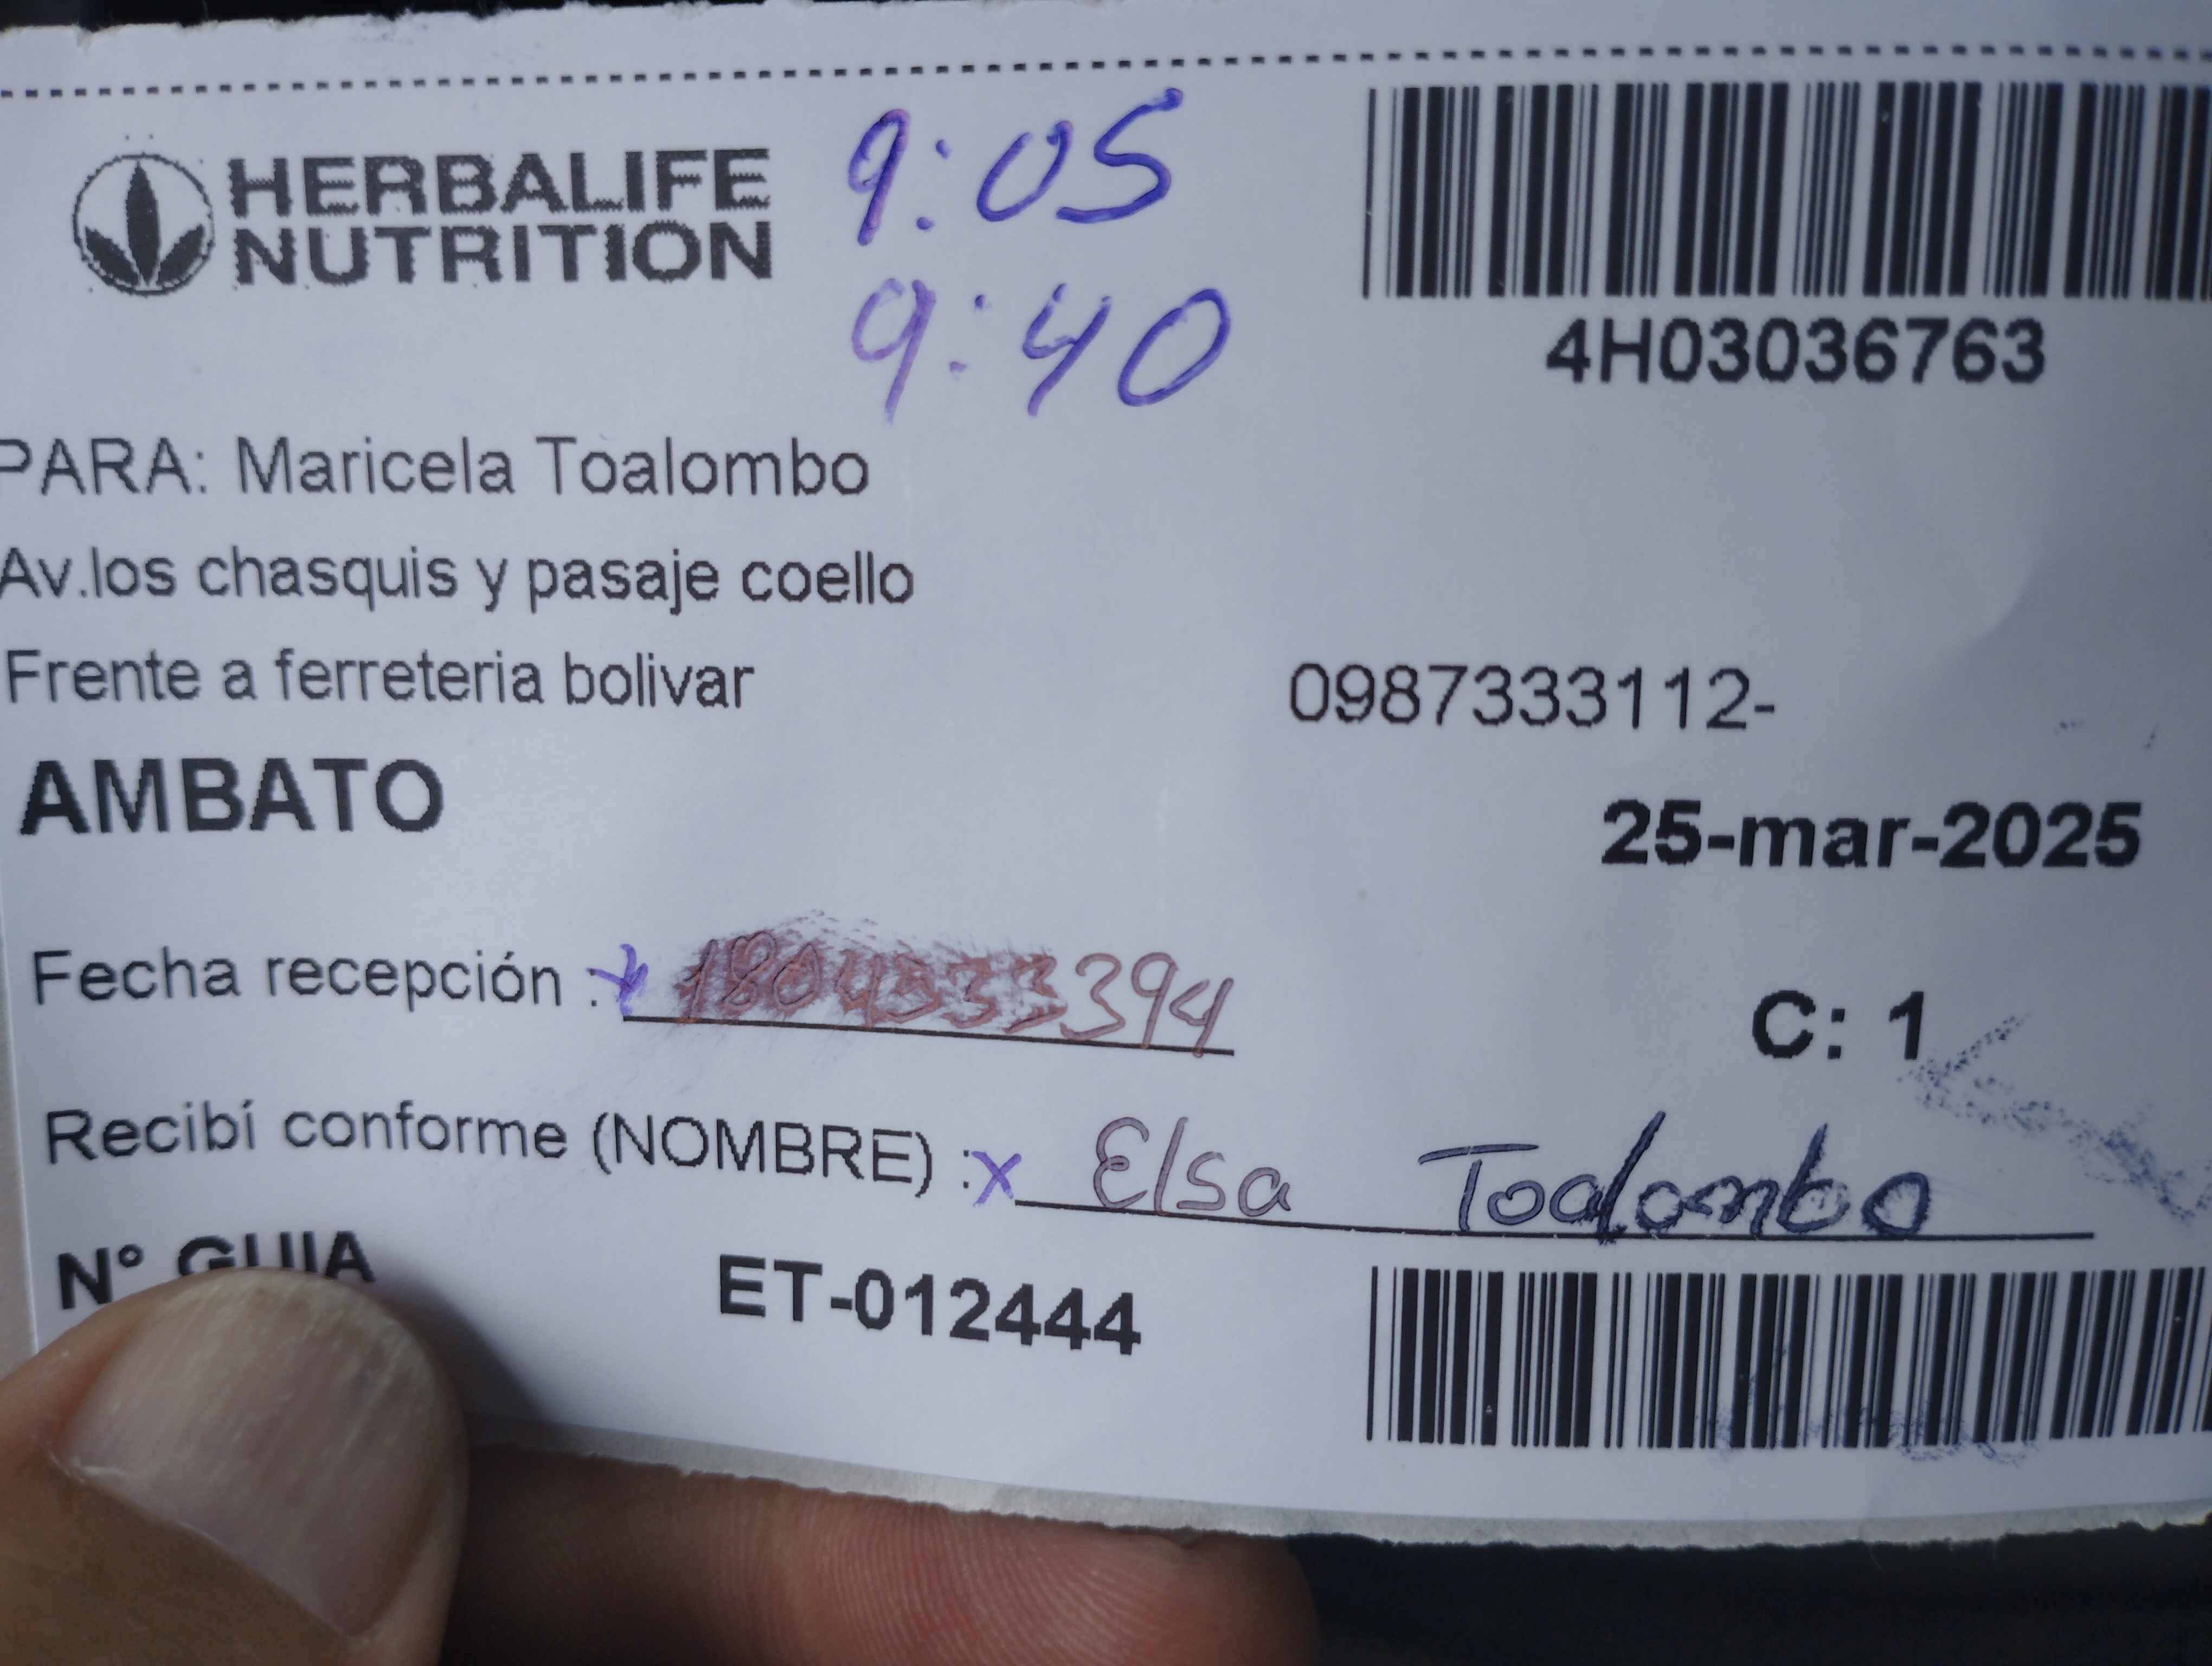 HERBALIFE
NUTRITION
9:05
9:40
4H03036763
PARA: Maricela Toalombo
Av.los chasquis y pasaje coello
Frente a ferreteria bolivar
0987333112-
AMBATO
25-mar-2025
Fecha recepción :x 1804533394
C: 1
Recibí conforme (NOMBRE) :x Elsa Toalombo
N° GUIA ET-012444